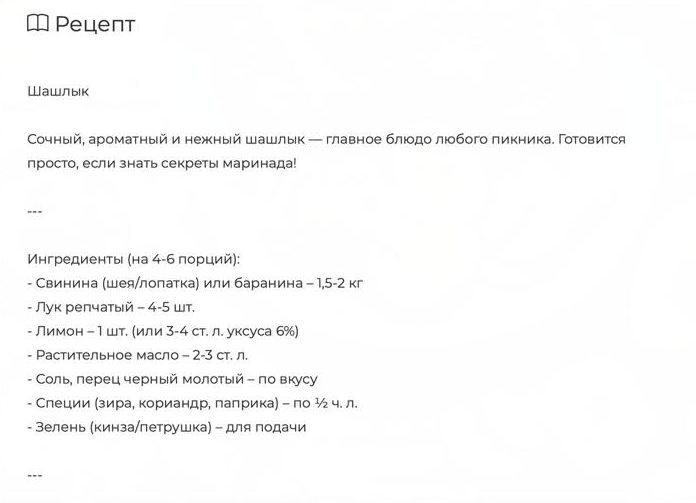 Рецепт
Шашлык
Сочный, ароматный и нежный шашлык — главное блюдо любого пикника. Готовится
просто, если знать секреты маринада!
---
Ингредиенты (на 4-6 порций):
- Свинина (шея/лопатка) или баранина – 1,5-2 кг
- Лук репчатый – 4-5 шт.
- Лимон – 1 шт. (или 3-4 ст. л. уксуса 6%)
- Растительное масло – 2-3 ст. л.
- Соль, перец черный молотый – по вкусу
- Специи (зира, кориандр, паприка) – по ½ ч. л.
- Зелень (кинза/петрушка) – для подачи
---